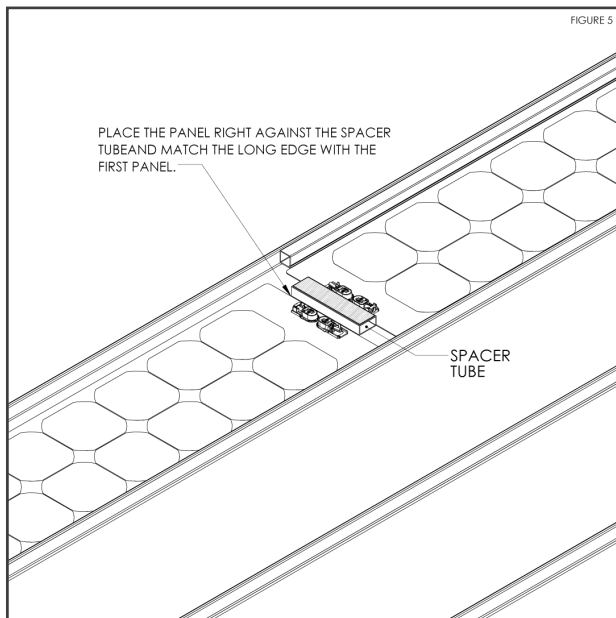 FIGURE 5
PLACE THE PANEL RIGHT AGAINST THE SPACER
TUBEAND MATCH THE LONG EDGE WITH THE
FIRST PANEL.
SPACER
TUBE